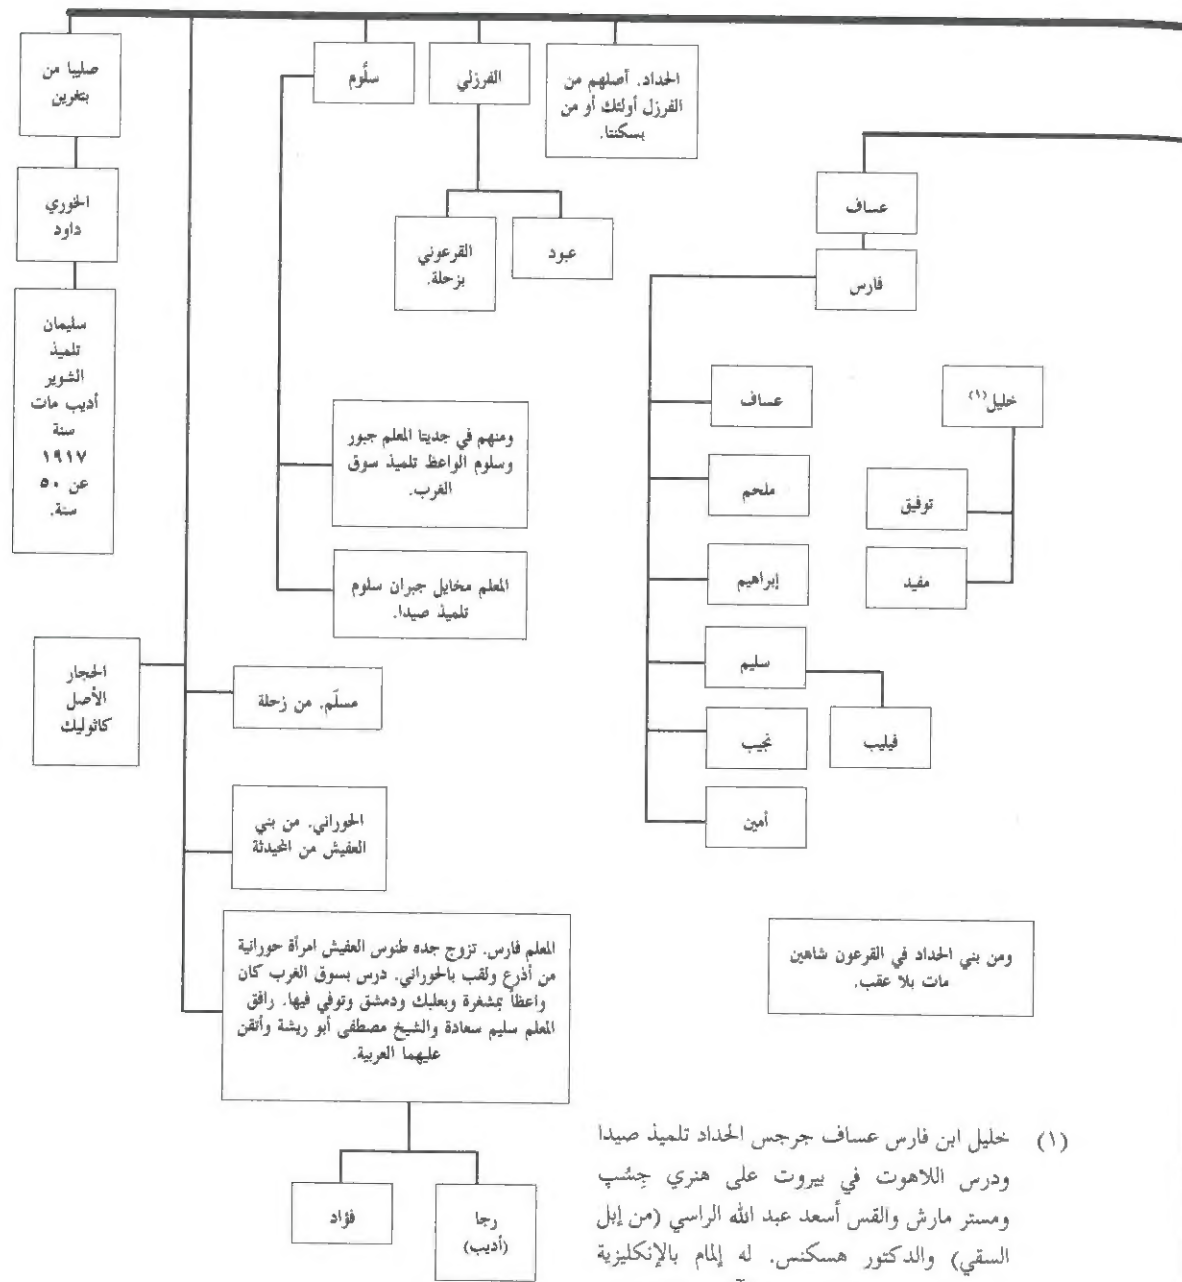 الحداد. أصلهم من
الفرزل أولئك أو من
بسكنتا.
الفرزلي
سلّوم
صليبا من
بتغرين
عساف
الخوري
داود
عبود
القرعوني
بزحلة.
فارس
سليمان
تلميذ
الشوير
أديب مات
سنة
١٩١٧
عن ٥٠
سنة.
خليل(١)
عساف
ومنهم في جديتا المعلم جبور
وسلوم الواعظ تلميذ سوق
الغرب.
توفيق
ملحم
مفيد
إبراهيم
المعلم مخايل جبران سلوم
تلميذ صيدا.
سليم
الحجار
الأصل
كاثوليك
مسلّم. من زحلة
فيليب
نجيب
أمين
الحوراني. من بني
العفيش من المحيدثة
ومن بني الحداد في القرعون شاهين
مات بلا عقب.
المعلم فارس. تزوج جده طنوس العفيش امرأة حورانية
من أذرع ولقب بالحوراني. درس بسوق الغرب كان
واعظاً بمشغرة وبعلبك ودمشق وتوفي فيها. رافق
المعلم سليم سعادة والشيخ مصطفى أبو ريشة وأتقن
عليهما العربية.
رجا
(أديب)
فؤاد
(١) خليل ابن فارس عساف جرجس الحداد تلميذ صيدا
ودرس اللاهوت في بيروت على هنري جِسُپ
ومستر مارش والقس أسعد عبد الله الراسي (من إبل
السقي) والدكتور هسكنس. له إلمام بالإنكليزية